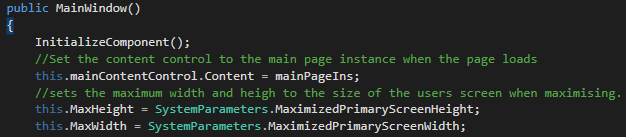 public MainWindow()
{
InitializeComponent();
//Set the content control to the main page instance when the page loads
this.mainContentControl.Content = mainPageIns;
//sets the maximum width and heigh to the size of the users screen when maximising.
this.MaxHeight = SystemParameters.MaximizedPrimaryScreenHeight;
this.MaxWidth = SystemParameters.MaximizedPrimaryScreenWidth;